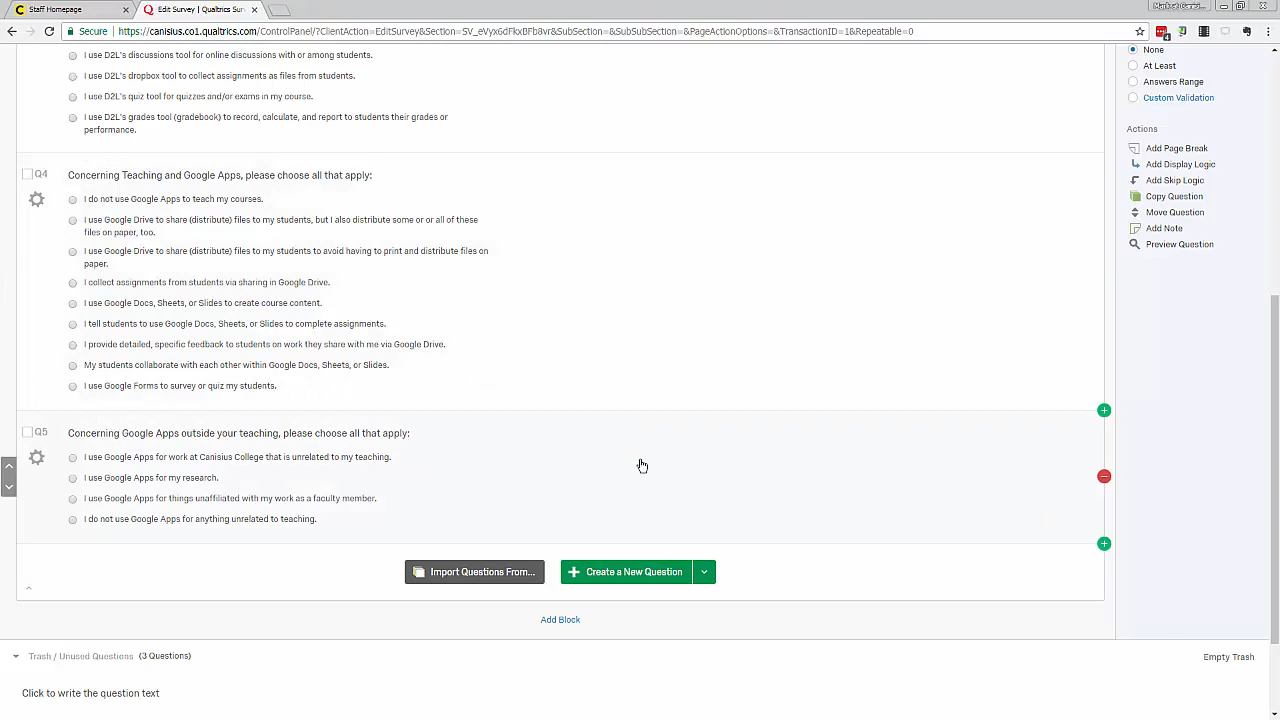 Staff Homepage
Edit Survey | Qualtrics Sur
Secure
https://canisius.co1.qualtrics.com/ControlPanel/?ClientAction=EditSurvey&Section=SV_eVyx6dFkoxPb8vr&SubSection=&SubSubSection=&PageActionOptions=&TransactionID=1&Repeatable=0
I use D2L's discussions tool for online discussions with or among students.
I use D2L's dropbox tool to collect assignments as files from students.
I use D2L's quiz tool for quizzes and/or exams in my course.
I use D2L's grades tool (gradebook) to record, calculate, and report to students their grades or
performance.
Q4
Concerning Teaching and Google Apps, please choose all that apply:
I do not use Google Apps to teach my courses.
I use Google Drive to share (distribute) files to my students, but I also distribute some or or all of these
files on paper, too.
I use Google Drive to share (distribute) files to my students to avoid having to print and distribute files on
paper.
I collect assignments from students via sharing in Google Drive.
I use Google Docs, Sheets, or Slides to create course content.
I tell students to use Google Docs, Sheets, or Slides to complete assignments.
I provide detailed, specific feedback to students on work they share with me via Google Drive.
My students collaborate with each other within Google Docs, Sheets, or Slides.
I use Google Forms to survey or quiz my students.
Q5
Concerning Google Apps outside your teaching, please choose all that apply:
I use Google Apps for work at Canisius College that is unrelated to my teaching.
I use Google Apps for my research.
I use Google Apps for things unaffiliated with my work as a faculty member.
I do not use Google Apps for anything unrelated to teaching.
Import Questions From...
Create a New Question
Add Block
Trash / Unused Questions (3 Questions)
Empty Trash
Click to write the question text
None
At Least
Answers Range
Custom Validation
Actions
Add Page Break
Add Display Logic
Add Skip Logic
Copy Question
Move Question
Add Note
Preview Question